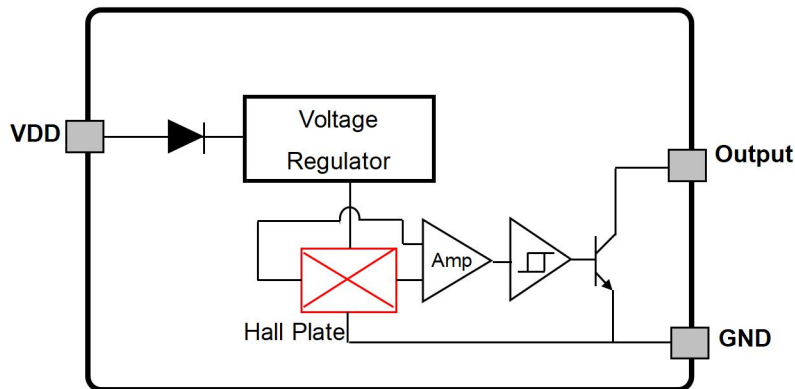 VDD
Voltage
Regulator
Output
Amp
Hall Plate
GND